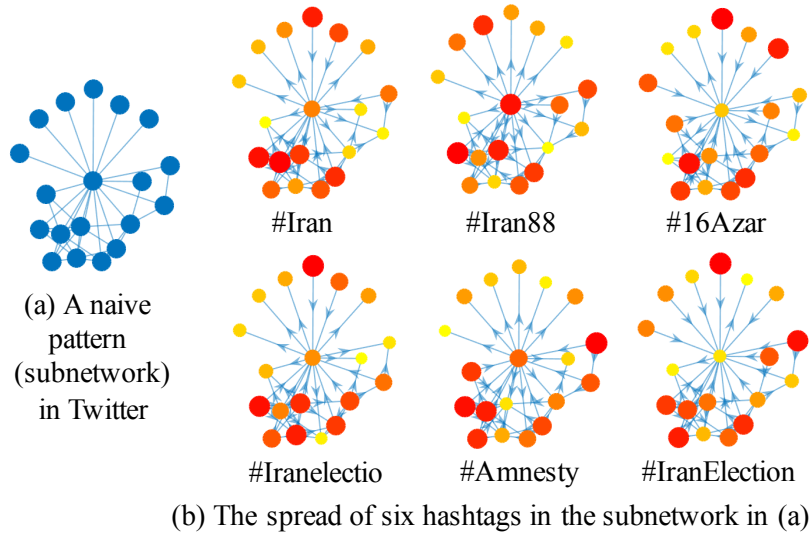 #Iran #Iran88 #16Azar
(a) A naive
pattern
(subnetwork)
in Twitter
#Iranelectio #Amnesty #IranElection
(b) The spread of six hashtags in the subnetwork in (a)